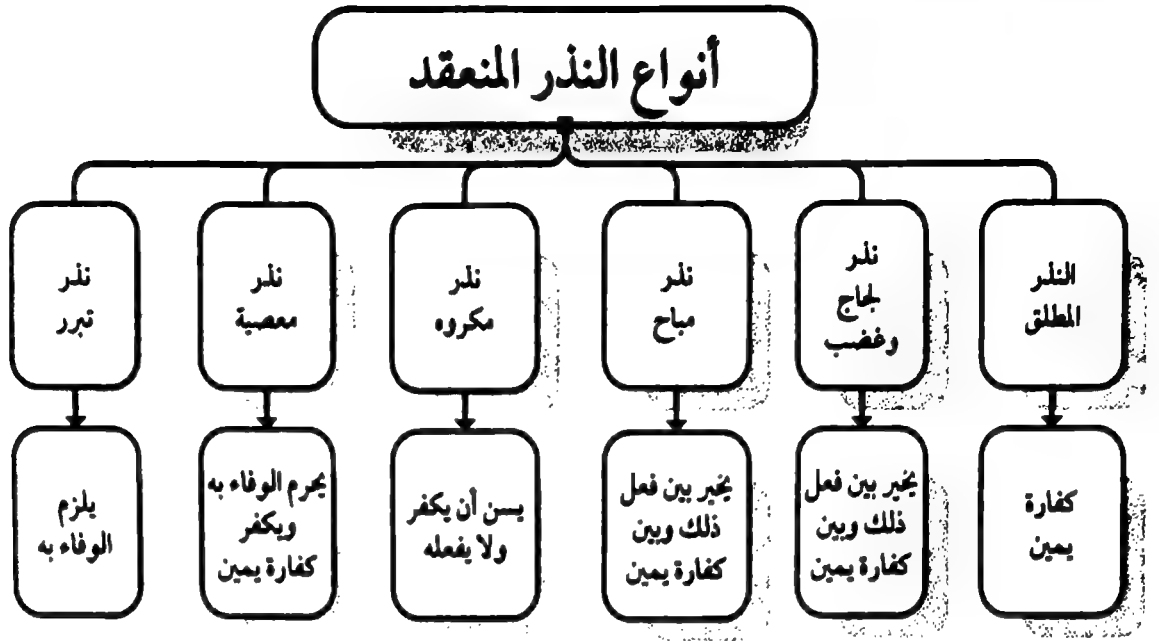 أنواع النذر المنعقد
النذر
المطلق
نذر
لجاج
وغضب
نذر
مباح
نذر
مكروه
نذر
معصية
نذر
تبرر
كفارة
يمين
يخير بين فعل
ذلك وبين
كفارة يمين
يخير بين فعل
ذلك وبين
كفارة يمين
يسن أن يكفر
ولا يفعله
يحرم الوفاء به
ويكفر
كفارة يمين
يلزم
الوفاء به